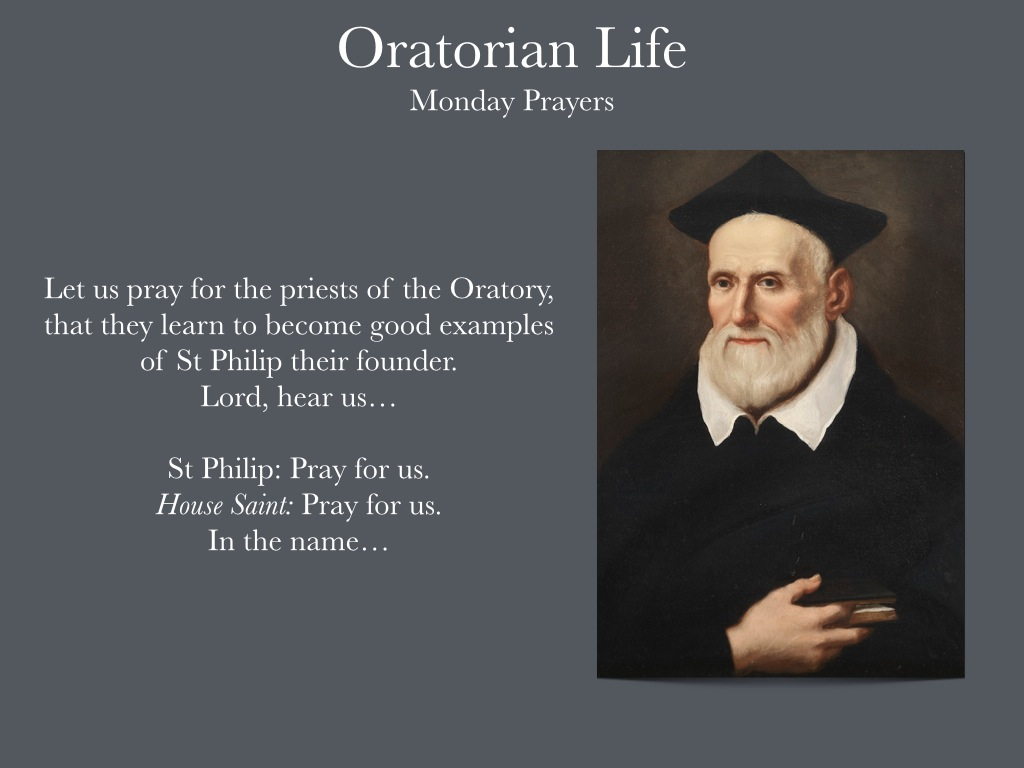 Oratorian Life
Monday Prayers
Let us pray for the priests of the Oratory,
that they learn to become good examples
of St Philip their founder.
Lord, hear us…
St Philip: Pray for us.
House Saint: Pray for us.
In the name…